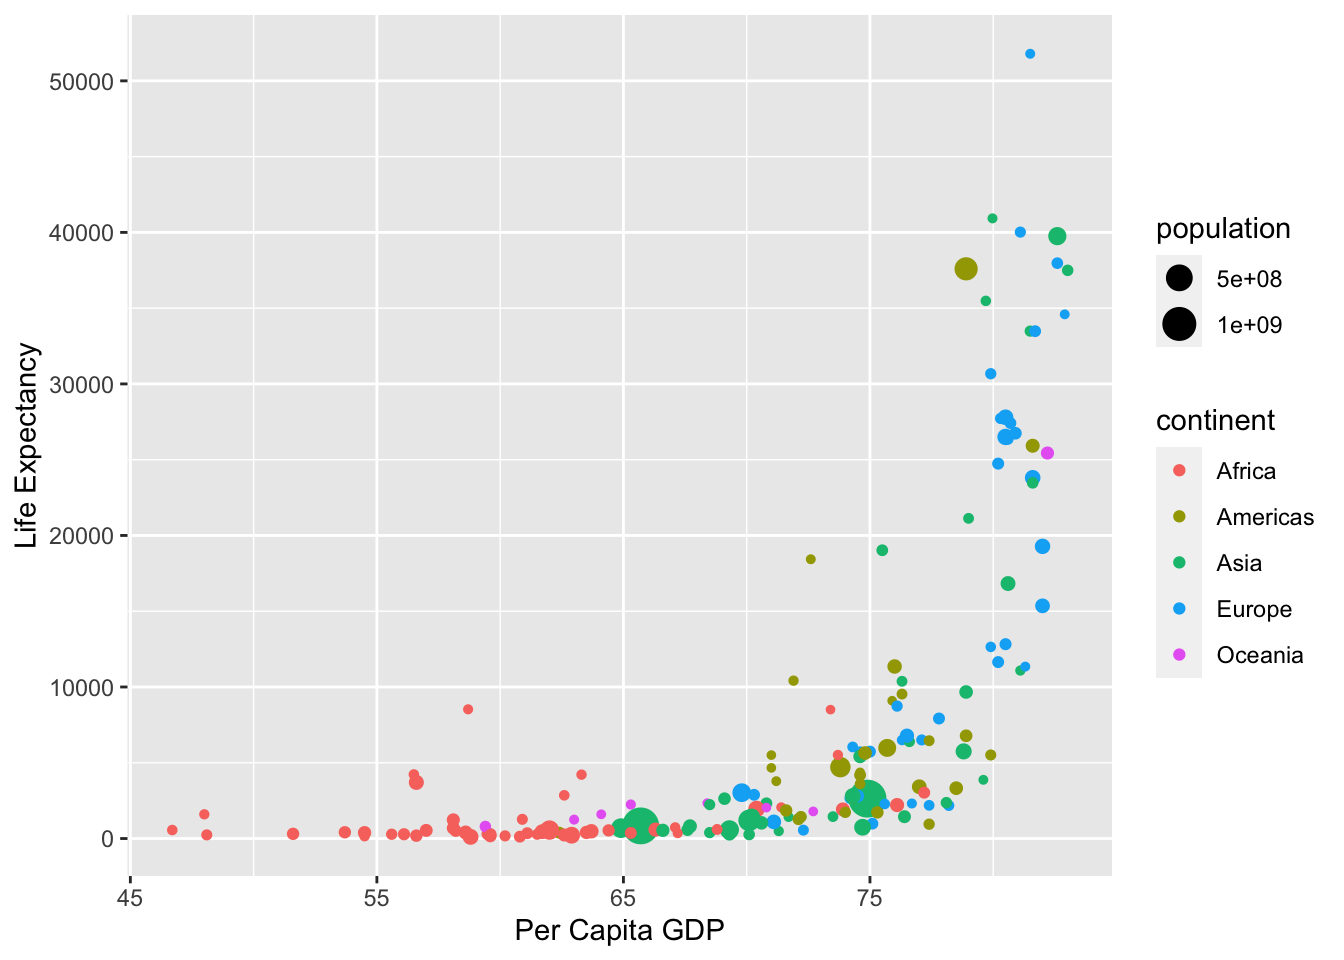 50000
40000
30000
20000
10000
0
Life Expectancy
45
55
65
75
Per Capita GDP
population
5e+08
1e+09
continent
Africa
Americas
Asia
Europe
Oceania